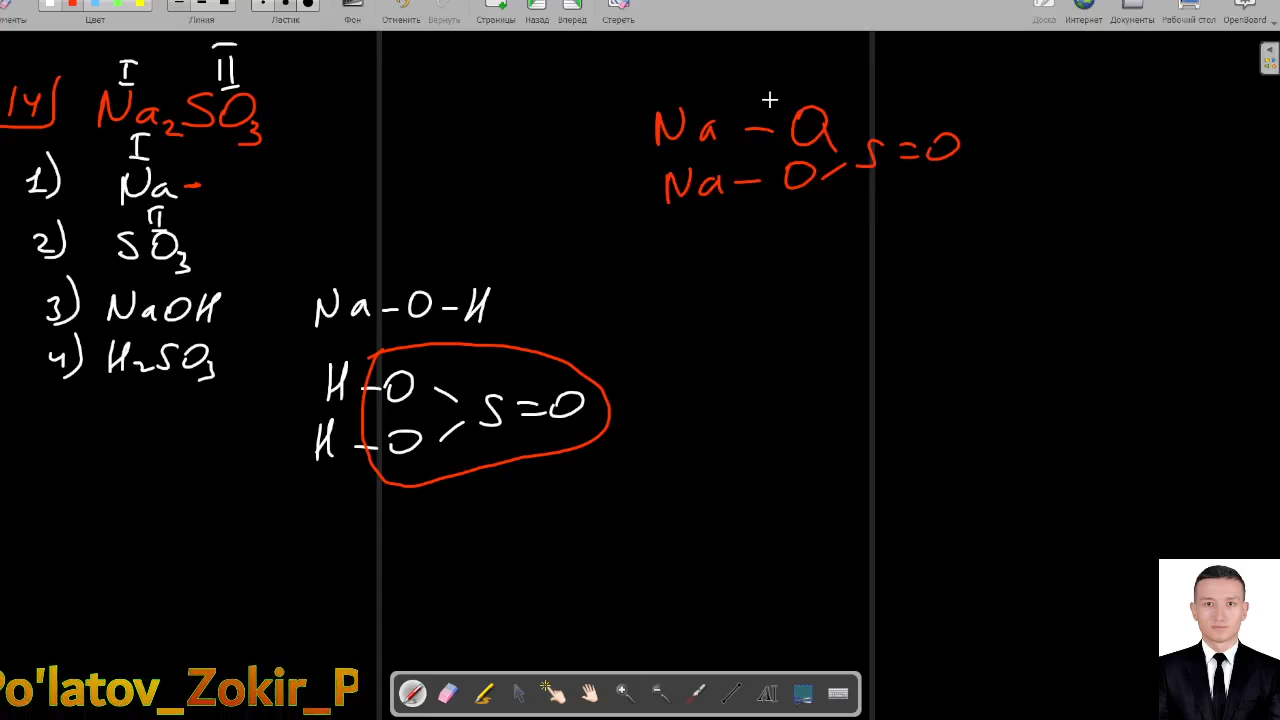 Цвет
Линия
Ластик
Фон
Отменить
Вернуть
Страницы
Назад
Вперед
Стереть
Доска
Интернет
Документы
Рабочий стол
OpenBoard
I II
14) Na₂SO₃
I
1) Na-
II
2) SO₃
3) NaOH Na-O-H
4) H₂SO₃
H-O
S=O
H-O
Na-O
S=O
Na-O
Po'latov_Zokir_P